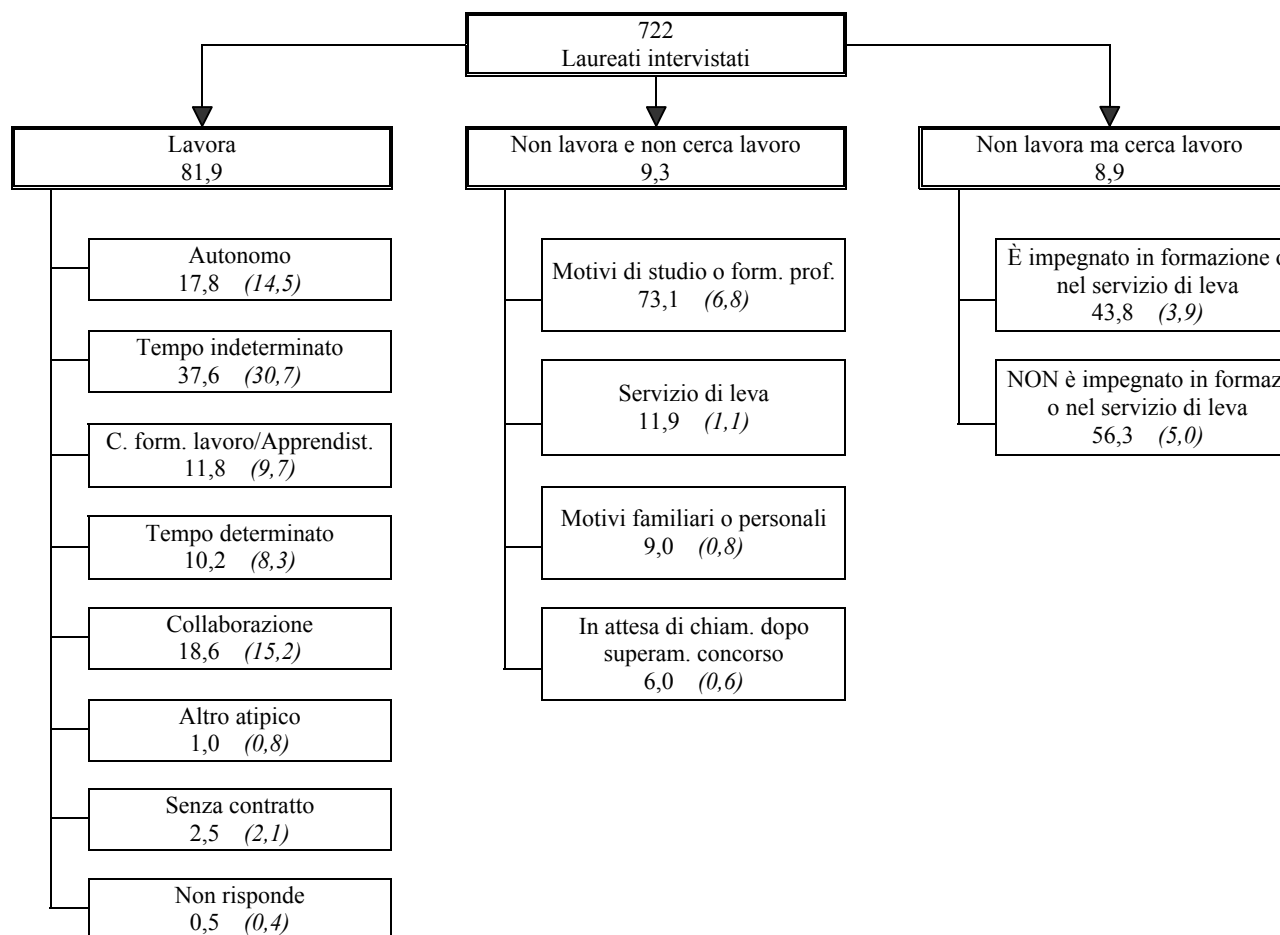 722
Laureati intervistati
Lavora
81,9
Non lavora e non cerca lavoro
9,3
Non lavora ma cerca lavoro
8,9
Autonomo
17,8 (14,5)
Tempo indeterminato
37,6 (30,7)
C. form. lavoro/Apprendist.
11,8 (9,7)
Tempo determinato
10,2 (8,3)
Collaborazione
18,6 (15,2)
Altro atipico
1,0 (0,8)
Senza contratto
2,5 (2,1)
Non risponde
0,5 (0,4)
Motivi di studio o form. prof.
73,1 (6,8)
Servizio di leva
11,9 (1,1)
Motivi familiari o personali
9,0 (0,8)
In attesa di chiam. dopo
superam. concorso
6,0 (0,6)
È impegnato in formazione
nel servizio di leva
43,8 (3,9)
NON è impegnato in
o nel servizio di leva
56,3 (5,0)